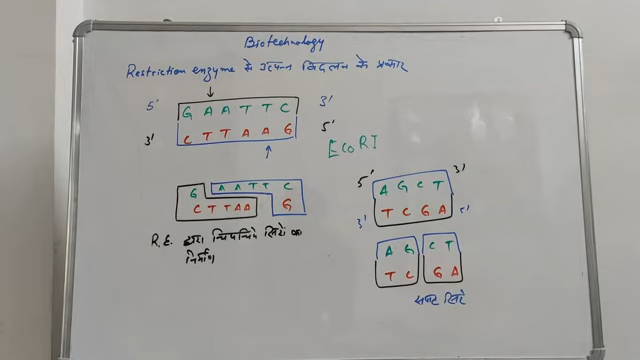 Biotechnology
Restriction enzyme से उत्पन्न विदलन के प्रकार
↓
5' G A A T T C 3'
3' C T T A A G 5'
↑
EcoRI
G A A T T C
C T T A A G
R.E. द्वारा चिपचिपे सिरों का
निर्माण
5' A G C T 3'
T C G A
3' 5'
A G C T
T C G A
सपाट सिरे